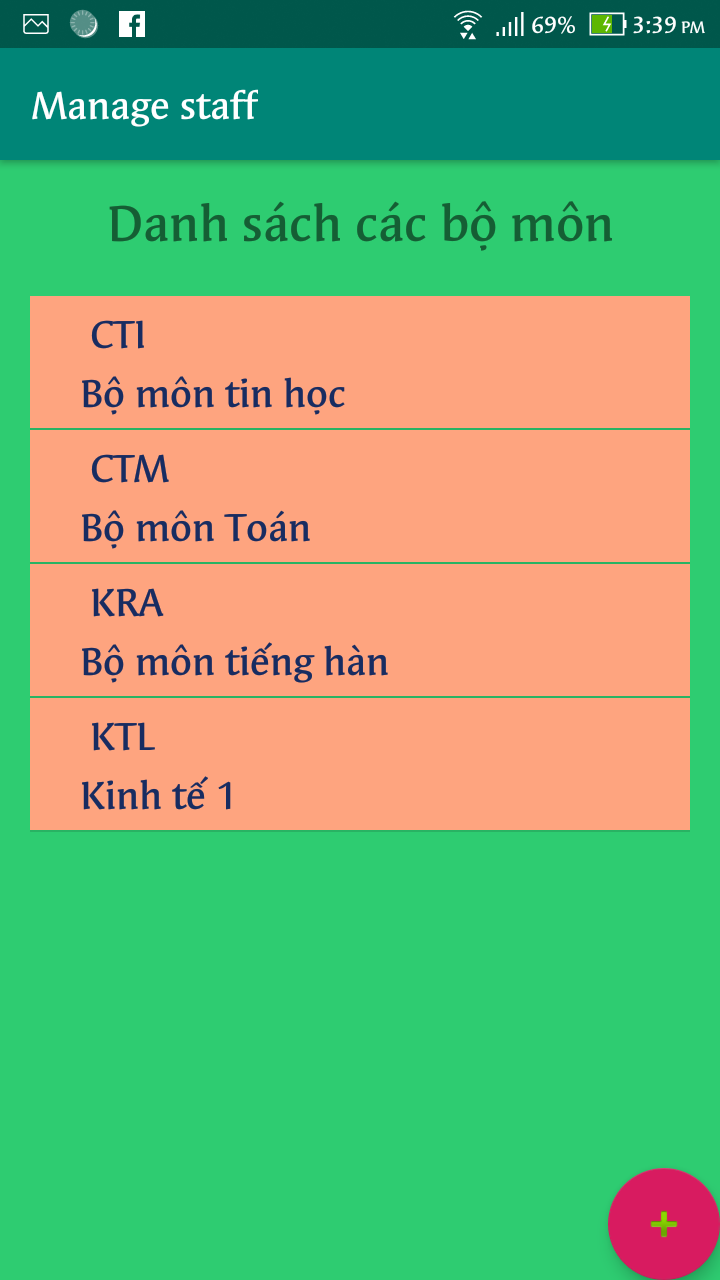 69% 3:39 PM
Manage staff
Danh sách các bộ môn
CTI
Bộ môn tin học
CTM
Bộ môn Toán
KRA
Bộ môn tiếng hàn
KTL
Kinh tế 1
+